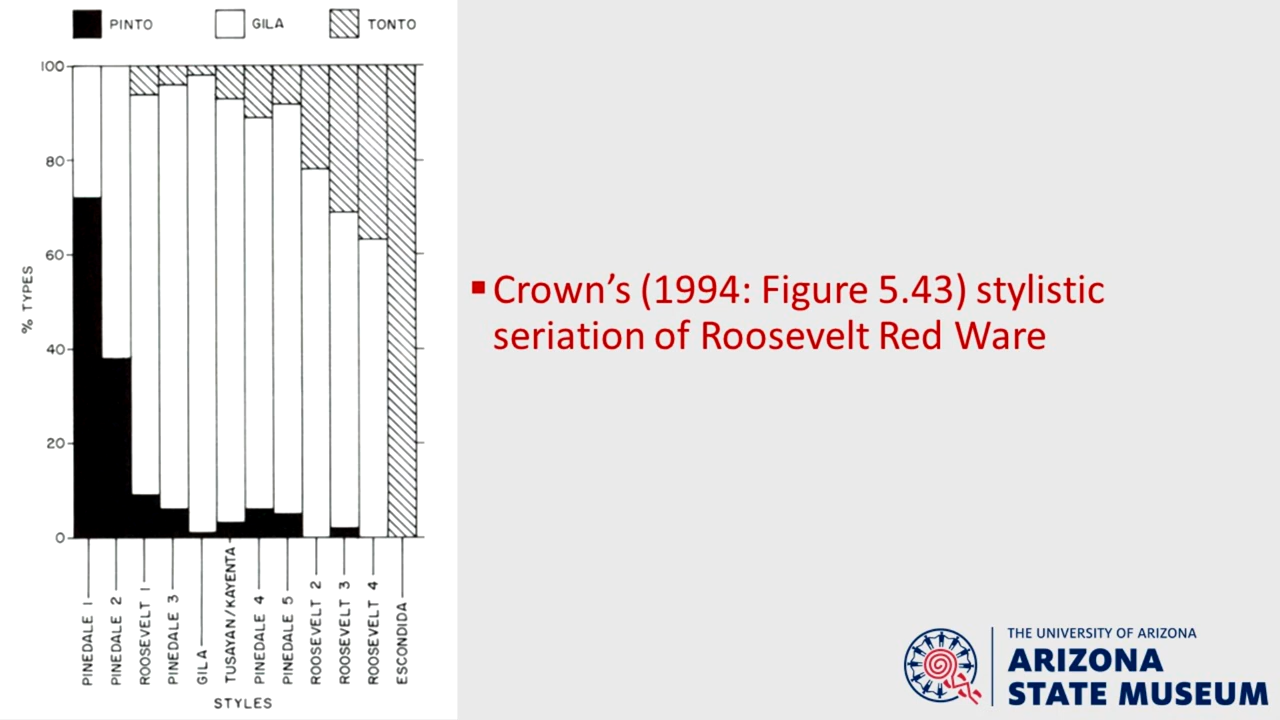 PINTO GILA TONTO
100
80
60
40
20
0
% TYPES
PINEDALE 1
PINEDALE 2
ROOSEVELT 1
PINEDALE 3
GILA
TUSAYAN/KAYENTA
PINEDALE 4
PINEDALE 5
ROOSEVELT 2
ROOSEVELT 3
ROOSEVELT 4
ESCONDIDA
STYLES
▪ Crown’s (1994: Figure 5.43) stylistic
seriation of Roosevelt Red Ware
THE UNIVERSITY OF ARIZONA
ARIZONA
STATE MUSEUM